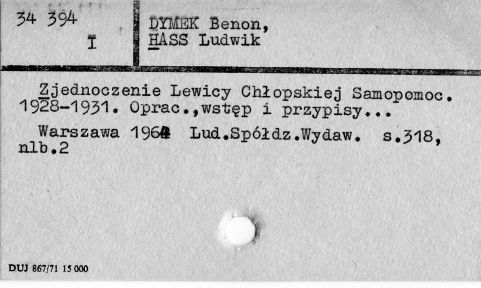 34 394
I
DYMEK Benon,
HASS Ludwik
Zjednoczenie Lewicy Chłopskiej Samopomoc.
1928-1931. Oprac.,wstęp i przypisy...
Warszawa 1964 Lud.Spółdz.Wydaw. s.318,
nlb.2
DUJ 867/71 15 000